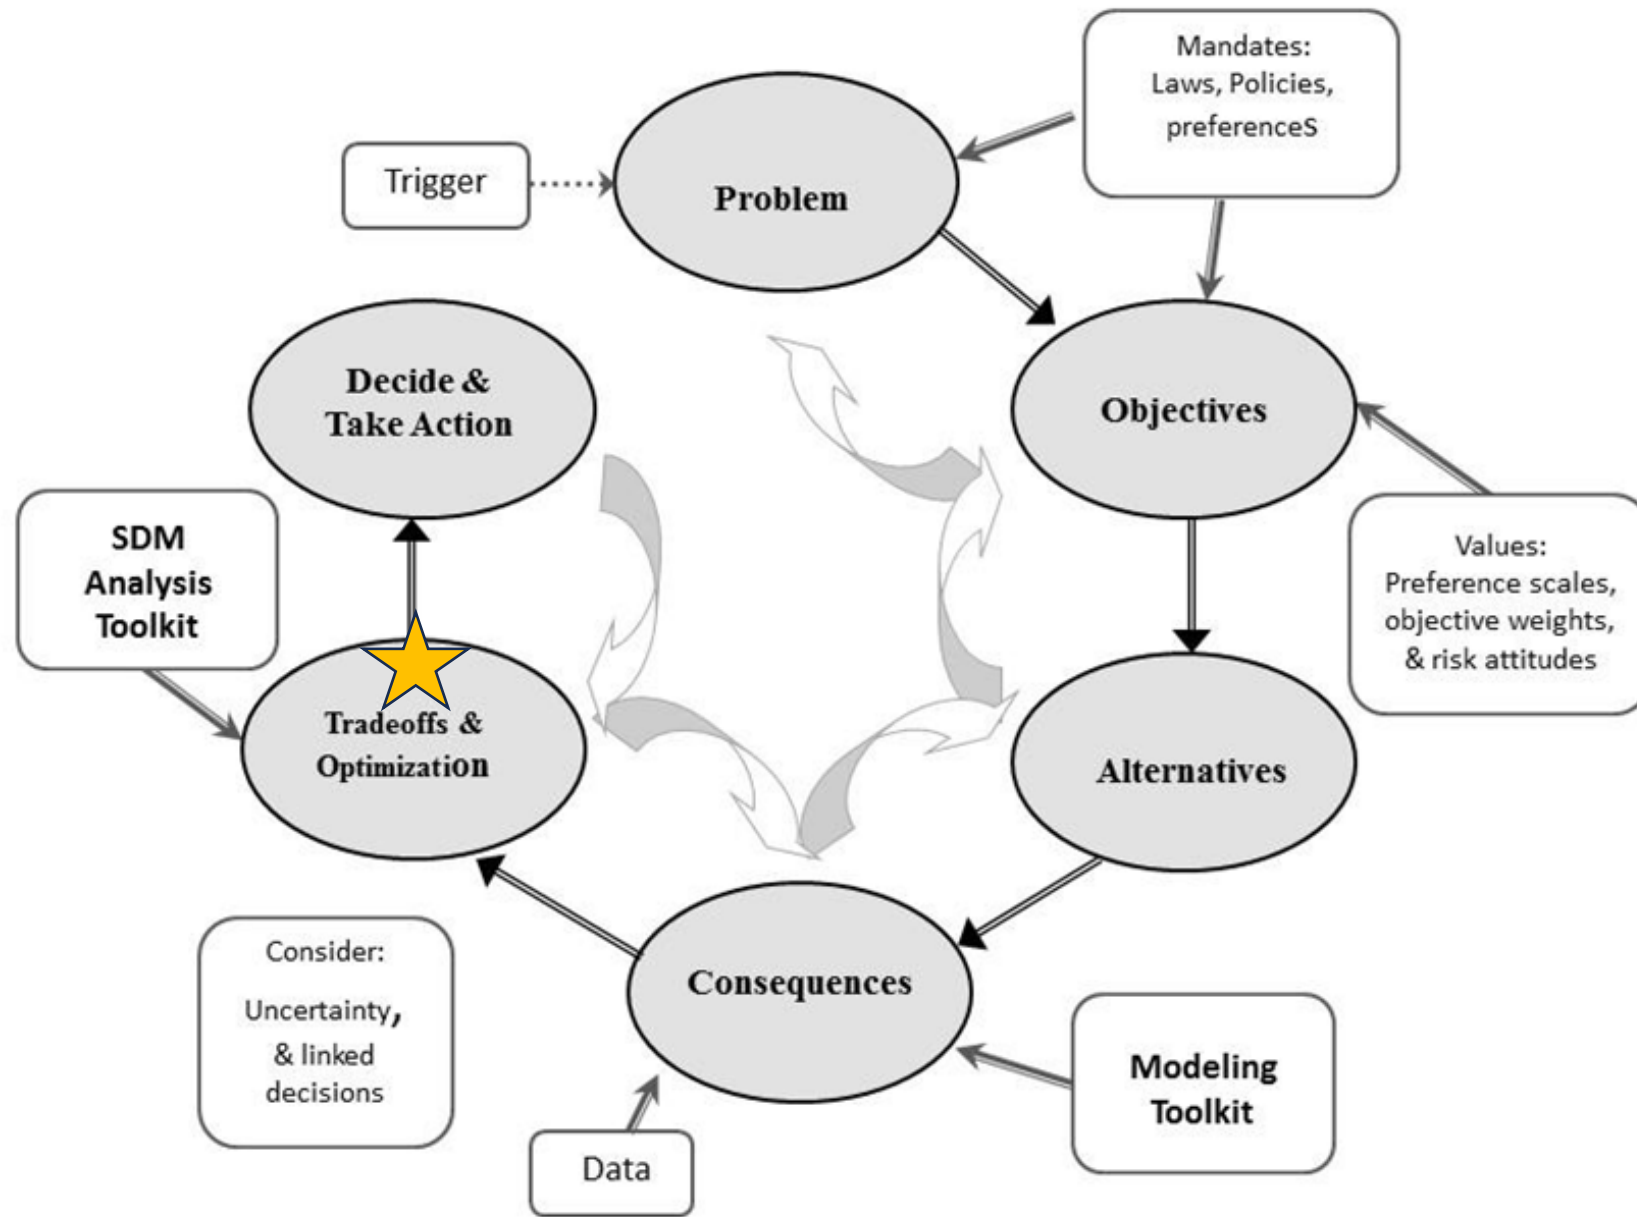 Mandates:
Laws, Policies,
preferences
Trigger
Problem
Decide &
Take Action
Objectives
SDM
Analysis
Toolkit
Values:
Preference scales,
objective weights,
& risk attitudes
Tradeoffs &
Optimization
Alternatives
Consider:
Uncertainty,
& linked
decisions
Consequences
Modeling
Toolkit
Data